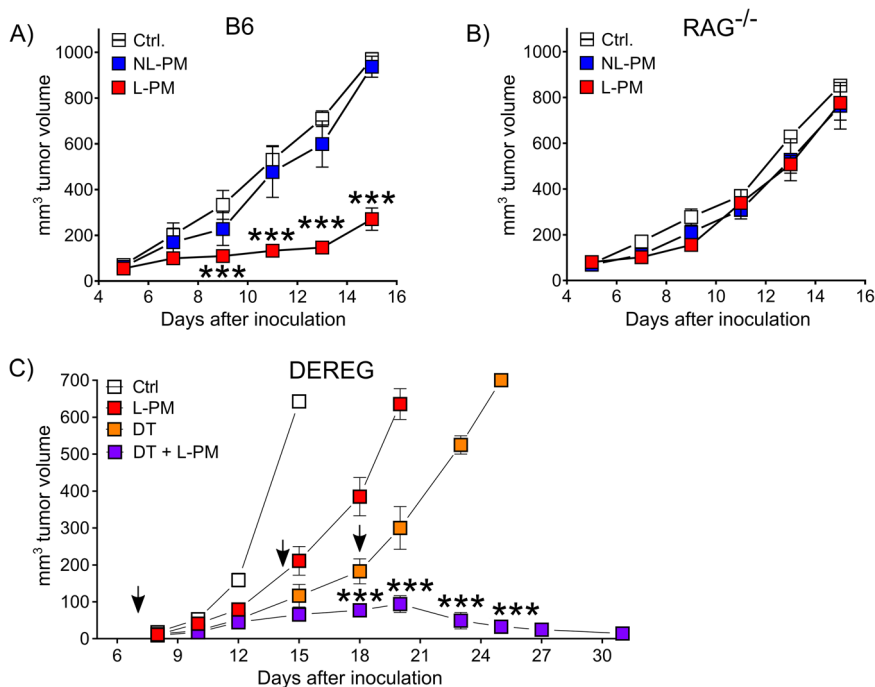 A)
B6
Ctrl.
NL-PM
L-PM
mm³ tumor volume
1000
800
600
400
200
0
***
***
***
***
4 6 8 10 12 14 16
Days after inoculation
B)
RAG⁻/⁻
Ctrl.
NL-PM
L-PM
mm³ tumor volume
1000
800
600
400
200
0
4 6 8 10 12 14 16
Days after inoculation
C)
DEREG
Ctrl
L-PM
DT
DT + L-PM
mm³ tumor volume
700
600
500
400
300
200
100
0
***
***
***
***
6 9 12 15 18 21 24 27 30
Days after inoculation